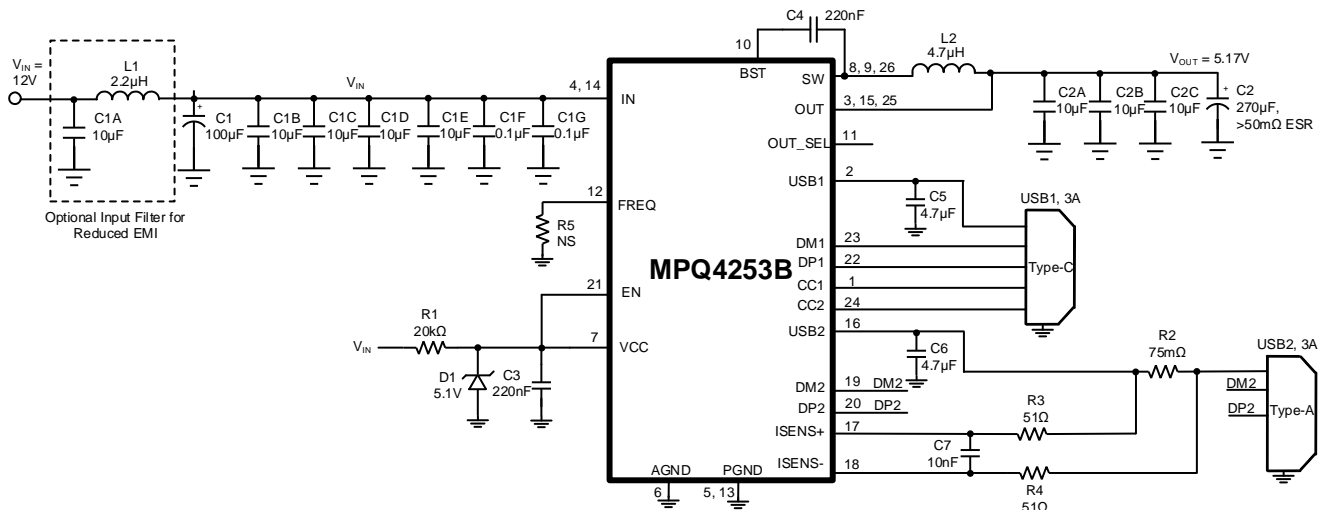 C4
220nF
10
BST
L2
4.7µH
SW
8, 9, 26
V_OUT = 5.17V
V_IN =
12V
L1
2.2µH
V_IN
4, 14
IN
OUT
3, 15, 25
C1A
10µF
C1
100µF
C1B
10µF
C1C
10µF
C1D
10µF
C1E
10µF
C1F
0.1µF
C1G
0.1µF
C2A
10µF
C2B
10µF
C2C
10µF
C2
270µF,
>50mΩ ESR
OUT_SEL
11
Optional Input Filter for
Reduced EMI
12
FREQ
R5
NS
USB1
2
C5
4.7µF
USB1, 3A
Type-C
DM1
23
DP1
22
CC1
1
CC2
24
MPQ4253B
21
EN
R1
20kΩ
V_IN
7
VCC
D1
5.1V
C3
220nF
USB2
16
C6
4.7µF
R2
75mΩ
USB2, 3A
DM2
19
DM2
DP2
20
DP2
DM2
DP2
Type-A
ISENS+
17
R3
51Ω
C7
10nF
ISENS-
18
R4
51Ω
AGND
6
PGND
5, 13